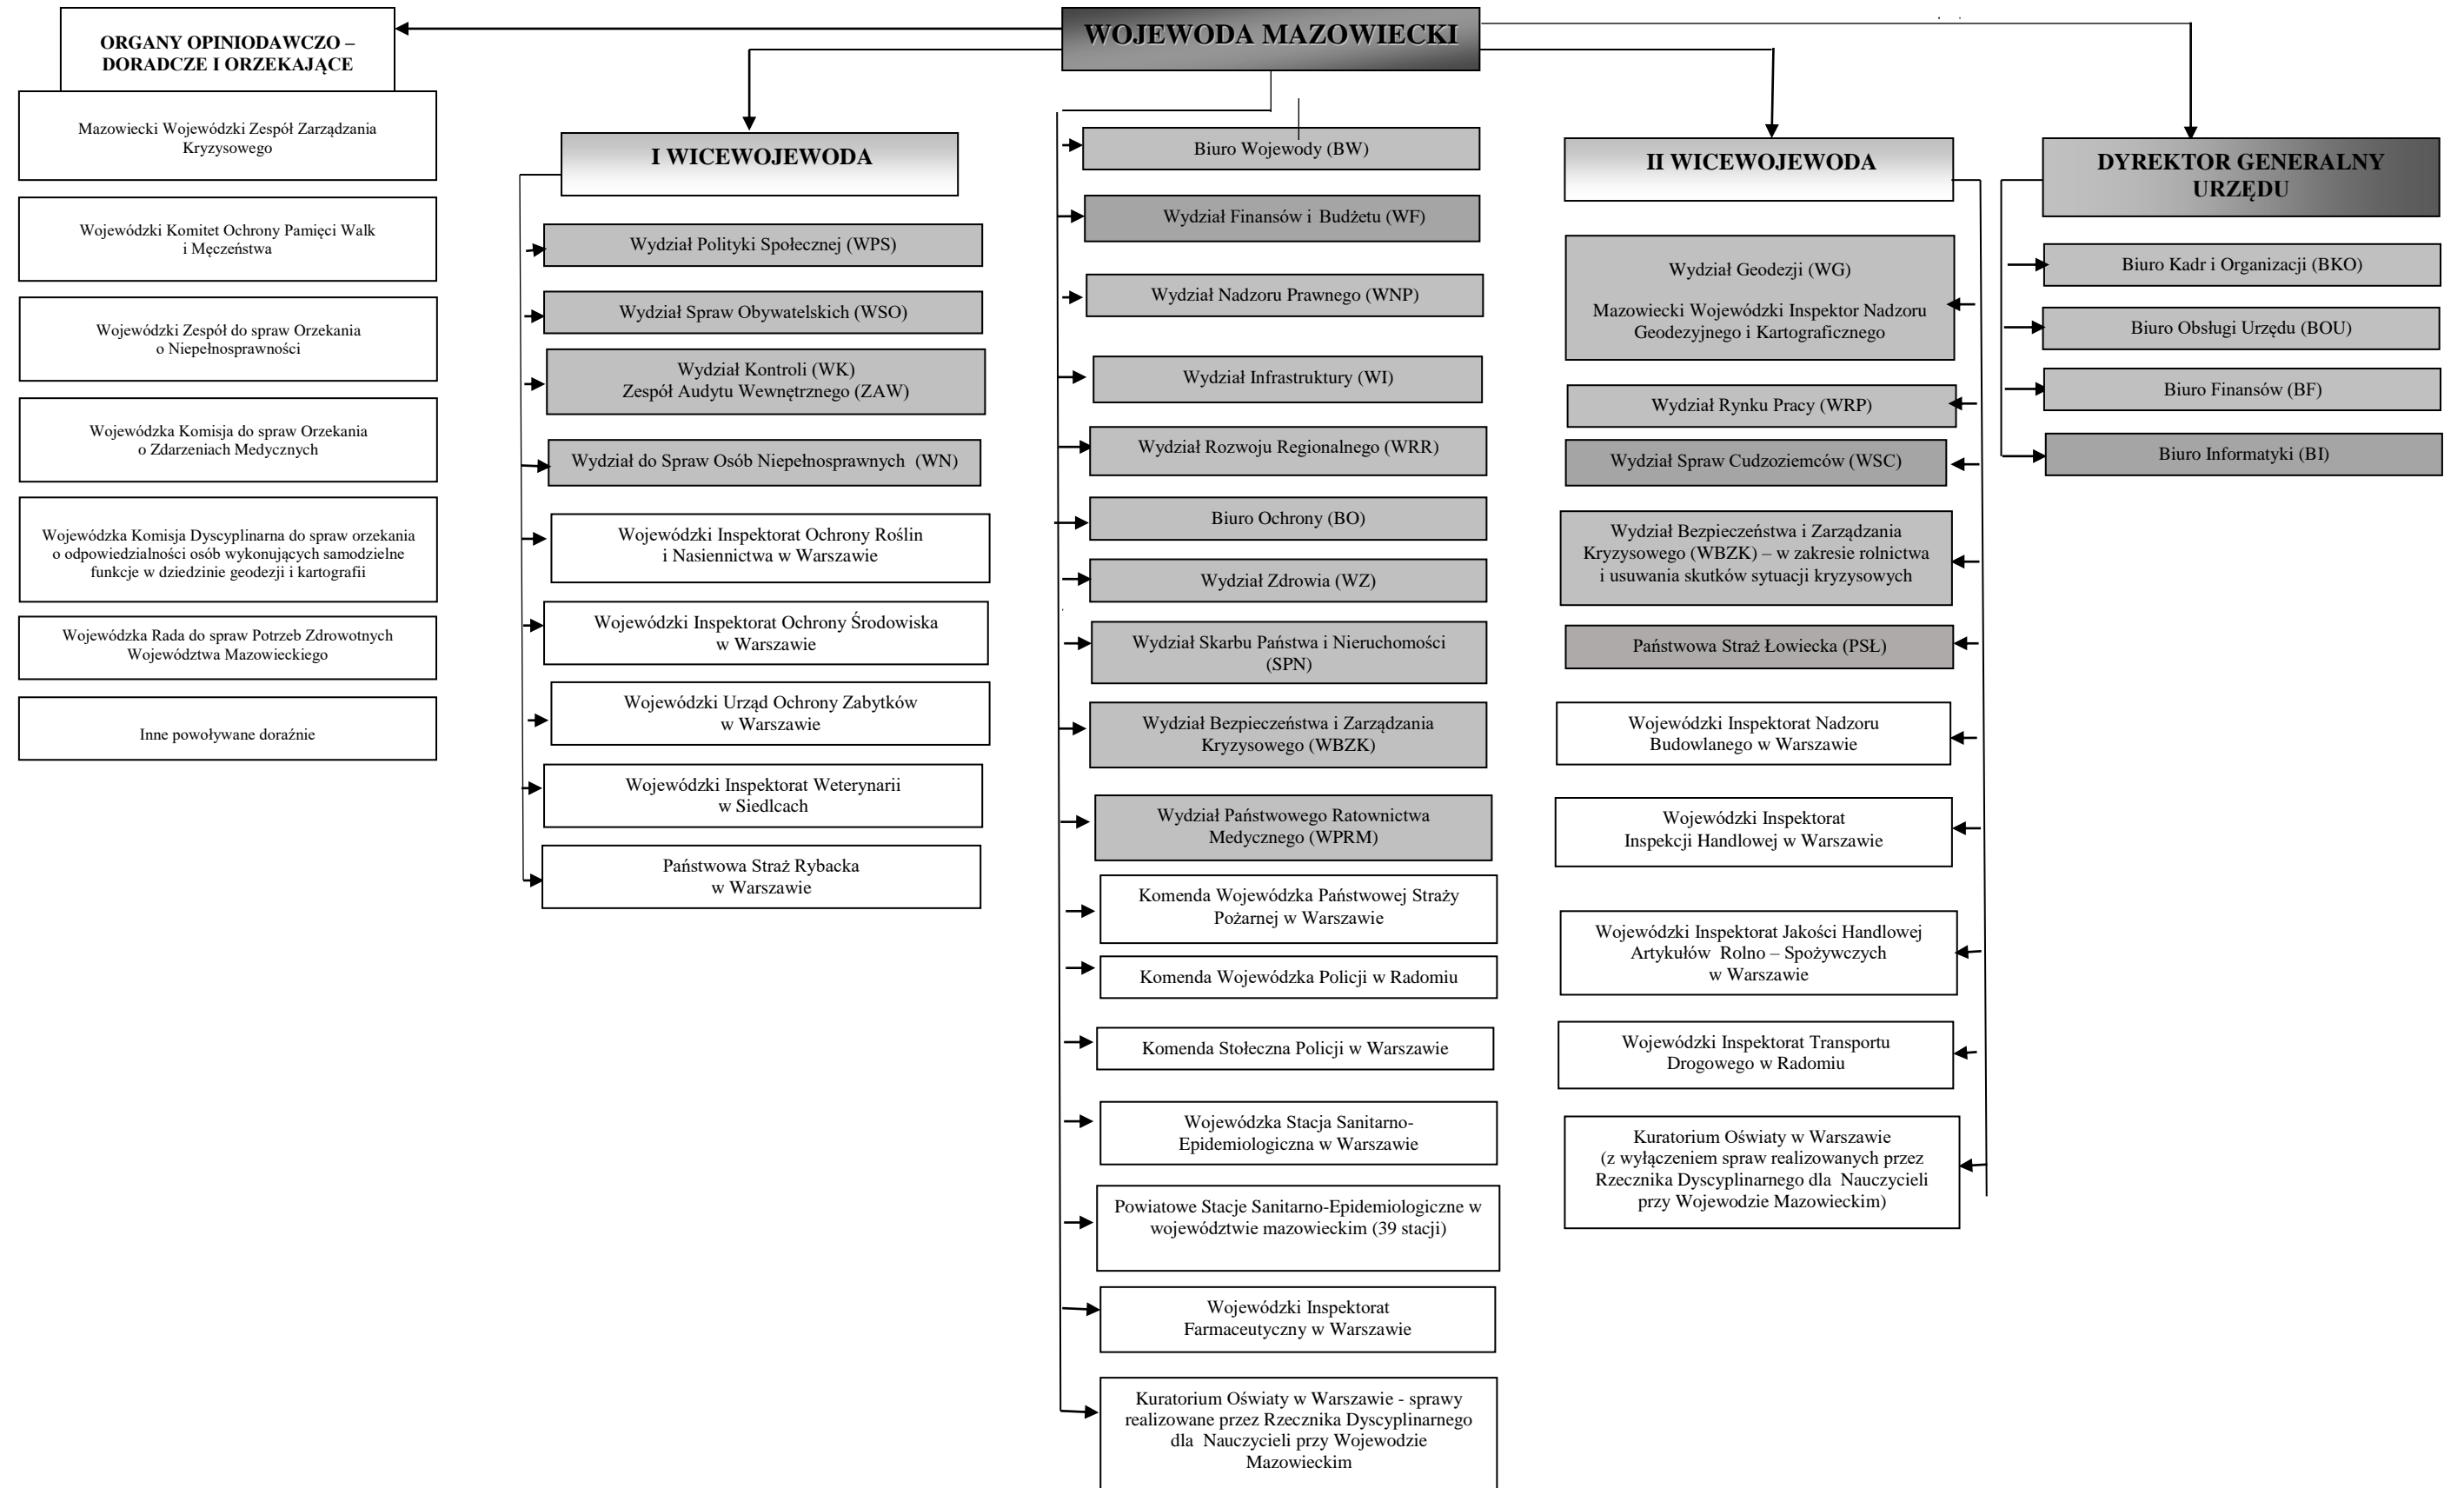 WOJEWODA MAZOWIECKI
ORGANY OPINIODAWCZO –
DORADCZE I ORZEKAJĄCE
Mazowiecki Wojewódzki Zespół Zarządzania
Kryzysowego
Wojewódzki Komitet Ochrony Pamięci Walk
i Męczeństwa
Wojewódzki Zespół do spraw Orzekania
o Niepełnosprawności
Wojewódzka Komisja do spraw Orzekania
o Zdarzeniach Medycznych
Wojewódzka Komisja Dyscyplinarna do spraw orzekania
o odpowiedzialności osób wykonujących samodzielne
funkcje w dziedzinie geodezji i kartografii
Wojewódzka Rada do spraw Potrzeb Zdrowotnych
Województwa Mazowieckiego
Inne powoływane doraźnie
I WICEWOJEWODA
Wydział Polityki Społecznej (WPS)
Wydział Spraw Obywatelskich (WSO)
Wydział Kontroli (WK)
Zespół Audytu Wewnętrznego (ZAW)
Wydział do Spraw Osób Niepełnosprawnych (WN)
Wojewódzki Inspektorat Ochrony Roślin
i Nasiennictwa w Warszawie
Wojewódzki Inspektorat Ochrony Środowiska
w Warszawie
Wojewódzki Urząd Ochrony Zabytków
w Warszawie
Wojewódzki Inspektorat Weterynarii
w Siedlcach
Państwowa Straż Rybacka
w Warszawie
Biuro Wojewody (BW)
Wydział Finansów i Budżetu (WF)
Wydział Nadzoru Prawnego (WNP)
Wydział Infrastruktury (WI)
Wydział Rozwoju Regionalnego (WRR)
Biuro Ochrony (BO)
Wydział Zdrowia (WZ)
Wydział Skarbu Państwa i Nieruchomości
(SPN)
Wydział Bezpieczeństwa i Zarządzania
Kryzysowego (WBZK)
Wydział Państwowego Ratownictwa
Medycznego (WPRM)
Komenda Wojewódzka Państwowej Straży
Pożarnej w Warszawie
Komenda Wojewódzka Policji w Radomiu
Komenda Stołeczna Policji w Warszawie
Wojewódzka Stacja Sanitarno-
Epidemiologiczna w Warszawie
Powiatowe Stacje Sanitarno-Epidemiologiczne w
województwie mazowieckim (39 stacji)
Wojewódzki Inspektorat
Farmaceutyczny w Warszawie
Kuratorium Oświaty w Warszawie - sprawy
realizowane przez Rzecznika Dyscyplinarnego
dla Nauczycieli przy Wojewodzie
Mazowieckim
II WICEWOJEWODA
Wydział Geodezji (WG)
Mazowiecki Wojewódzki Inspektor Nadzoru
Geodezyjnego i Kartograficznego
Wydział Rynku Pracy (WRP)
Wydział Spraw Cudzoziemców (WSC)
Wydział Bezpieczeństwa i Zarządzania
Kryzysowego (WBZK) – w zakresie rolnictwa
i usuwania skutków sytuacji kryzysowych
Państwowa Straż Łowiecka (PSŁ)
Wojewódzki Inspektorat Nadzoru
Budowlanego w Warszawie
Wojewódzki Inspektorat
Inspekcji Handlowej w Warszawie
Wojewódzki Inspektorat Jakości Handlowej
Artykułów Rolno – Spożywczych
w Warszawie
Wojewódzki Inspektorat Transportu
Drogowego w Radomiu
Kuratorium Oświaty w Warszawie
(z wyłączeniem spraw realizowanych przez
Rzecznika Dyscyplinarnego dla Nauczycieli
przy Wojewodzie Mazowieckim)
DYREKTOR GENERALNY
URZĘDU
Biuro Kadr i Organizacji (BKO)
Biuro Obsługi Urzędu (BOU)
Biuro Finansów (BF)
Biuro Informatyki (BI)